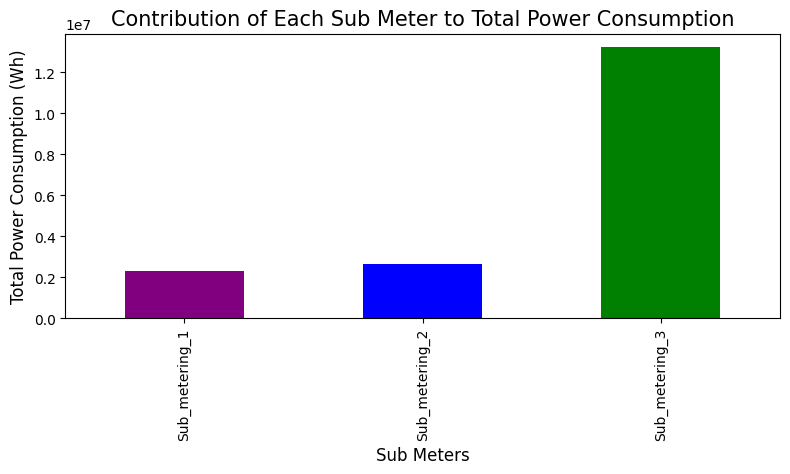 Contribution of Each Sub Meter to Total Power Consumption
1e7
Total Power Consumption (Wh)
1.2
1.0
0.8
0.6
0.4
0.2
0.0
Sub_metering_1
Sub_metering_2
Sub_metering_3
Sub Meters